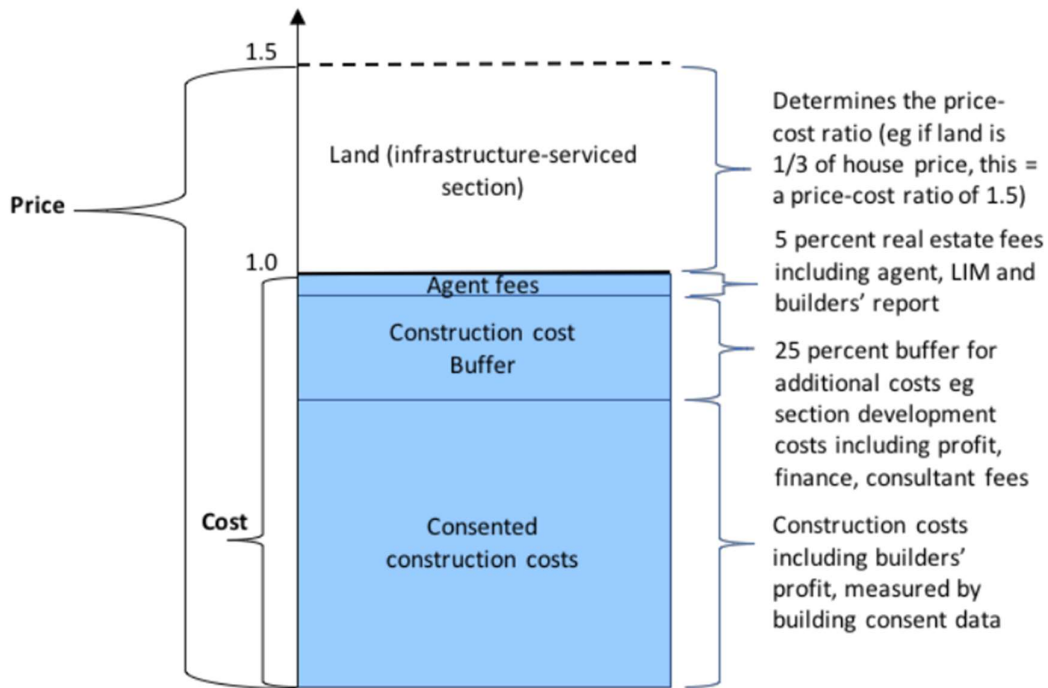 1.5
Land (infrastructure-serviced
section)
Price
1.0
Agent fees
Construction cost
Buffer
Cost
Consented
construction costs
Determines the price-
cost ratio (eg if land is
1/3 of house price, this =
a price-cost ratio of 1.5)
5 percent real estate fees
including agent, LIM and
builders’ report
25 percent buffer for
additional costs eg
section development
costs including profit,
finance, consultant fees
Construction costs
including builders’
profit, measured by
building consent data